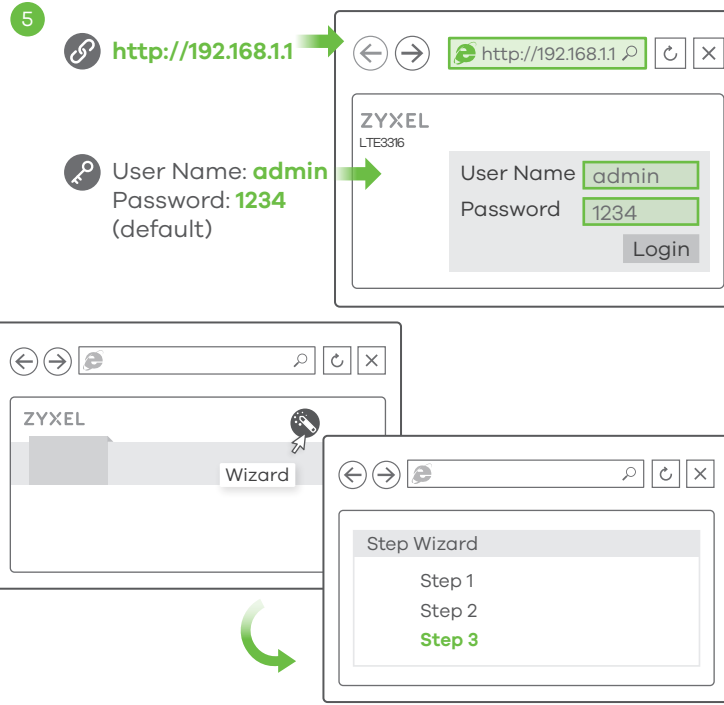 5
http://192.168.1.1
http://192.168.1.1
User Name: admin
Password: 1234
(default)
ZYXEL
LTE3316
User Name admin
Password 1234
Login
ZYXEL
Wizard
Step Wizard
Step 1
Step 2
Step 3